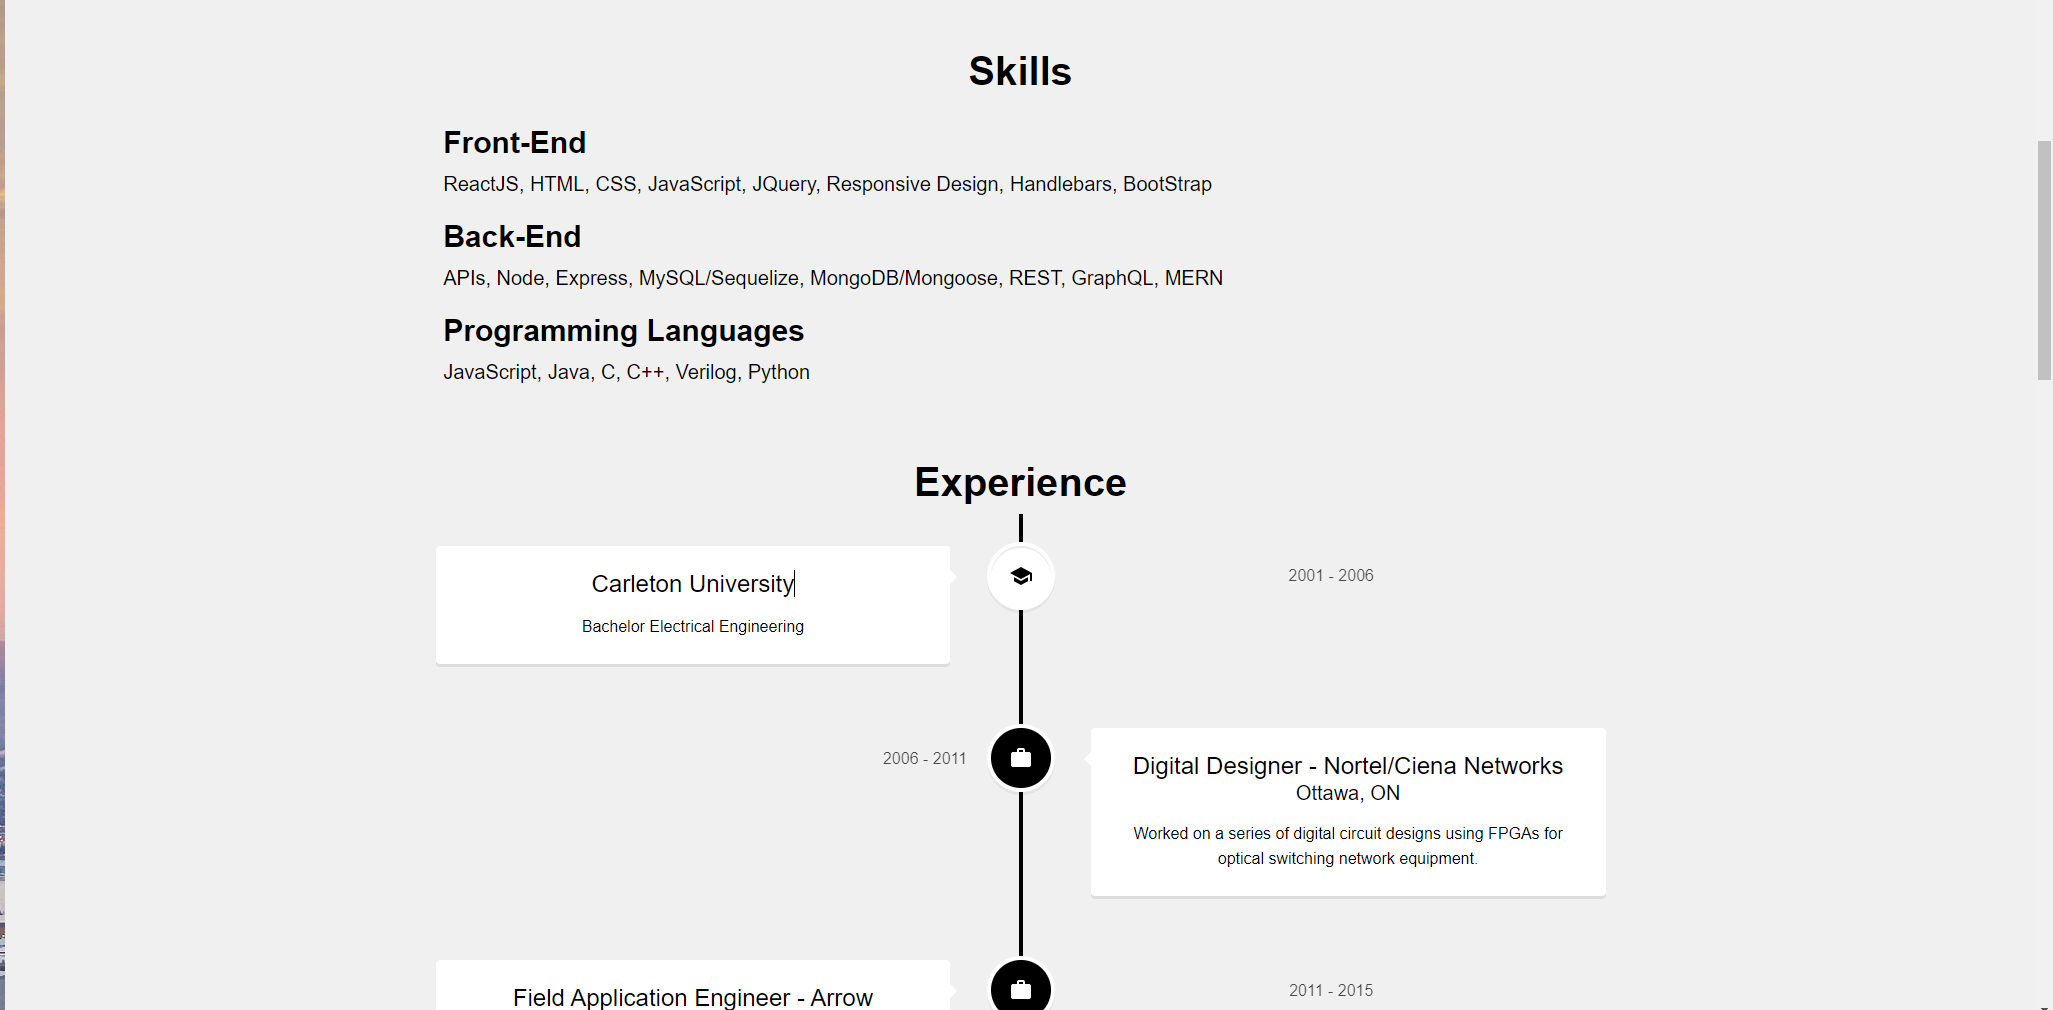 Skills
Front-End
ReactJS, HTML, CSS, JavaScript, JQuery, Responsive Design, Handlebars, BootStrap
Back-End
APIs, Node, Express, MySQL/Sequelize, MongoDB/Mongoose, REST, GraphQL, MERN
Programming Languages
JavaScript, Java, C, C++, Verilog, Python
Experience
Carleton University
Bachelor Electrical Engineering
2001 - 2006
2006 - 2011
Digital Designer - Nortel/Ciena Networks
Ottawa, ON
Worked on a series of digital circuit designs using FPGAs for
optical switching network equipment.
Field Application Engineer - Arrow
2011 - 2015